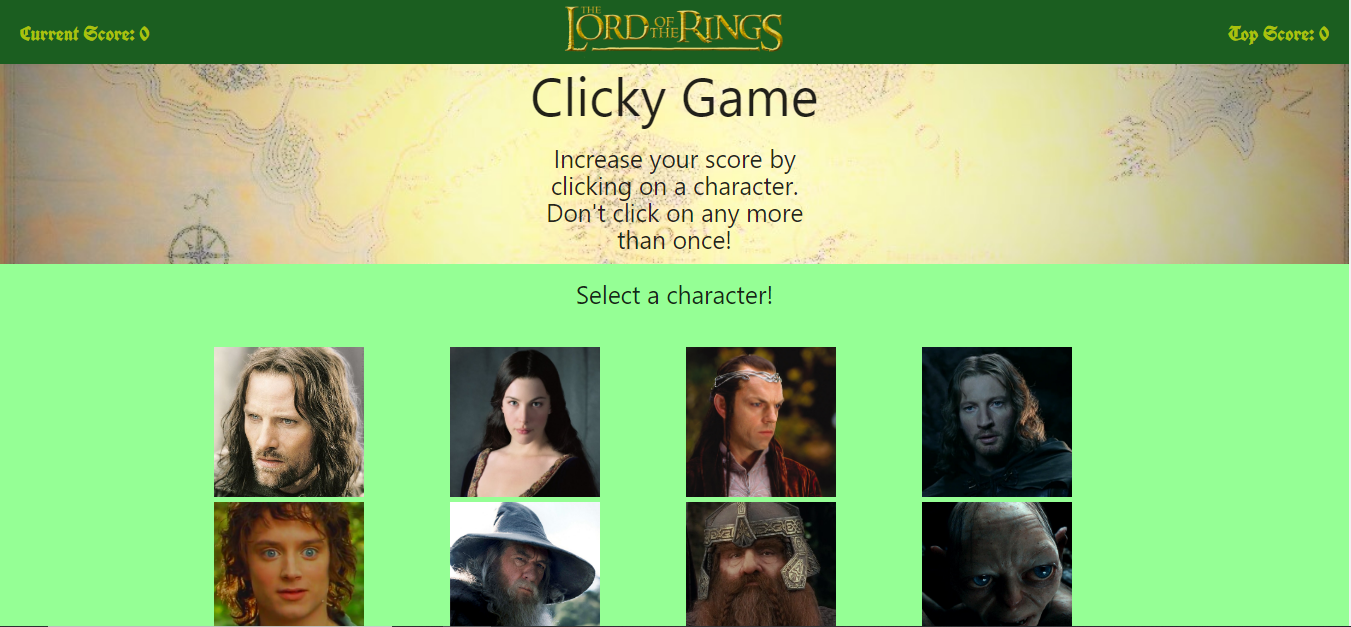 Current Score: 0
THE LORD OF THE RINGS
Top Score: 0
Clicky Game
Increase your score by
clicking on a character.
Don't click on any more
than once!
Rhûn
N
N
Select a character!